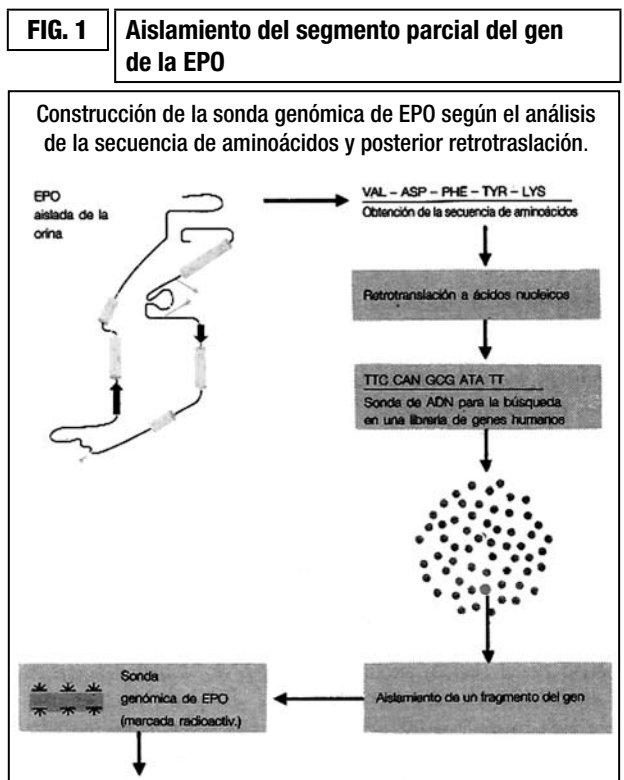 FIG. 1
Aislamiento del segmento parcial del gen
de la EPO
Construcción de la sonda genómica de EPO según el análisis
de la secuencia de aminoácidos y posterior retrotraslación.
EPO
aislada de la
orina
VAL – ASP – PHE – TYR – LYS
Obtención de la secuencia de aminoácidos
Retrotranslación a ácidos nucleicos
TTC CAN GCG ATA TT
Sonda de ADN para la búsqueda
en una librería de genes humanos
Aislamiento de un fragmento del gen
Sonda
genómica de EPO
(marcada radioactiv.)